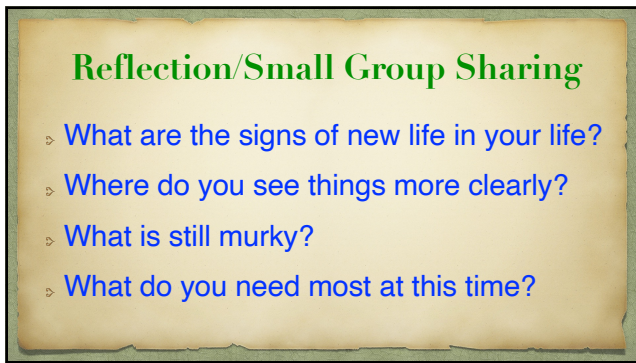 Reflection/Small Group Sharing
What are the signs of new life in your life?
Where do you see things more clearly?
What is still murky?
What do you need most at this time?